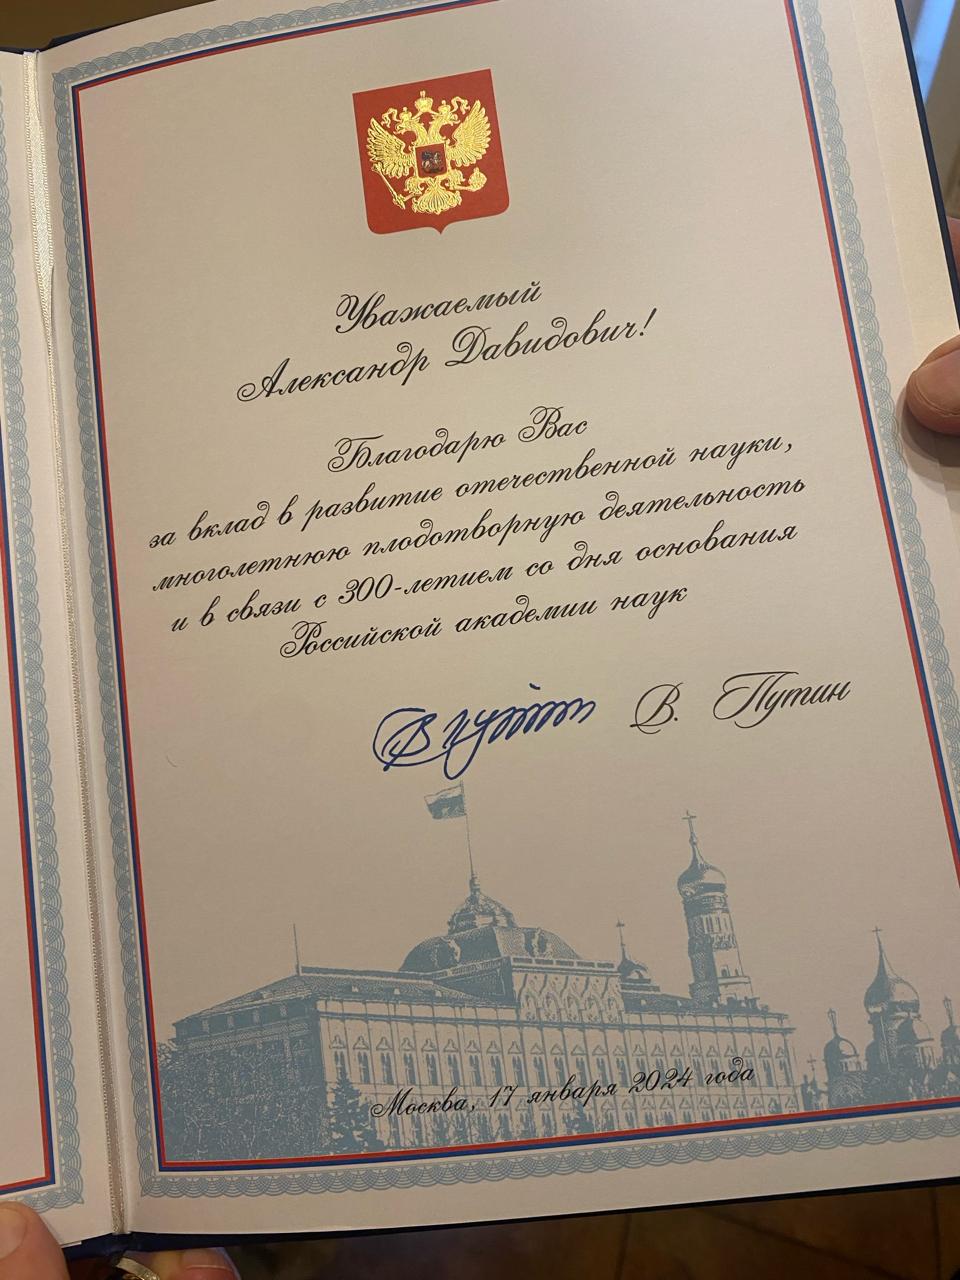 Уважаемый
Александр Давидович!
Благодарю Вас
за вклад в развитие отечественной науки,
многолетнюю плодотворную деятельность
и в связи с 300-летием со дня основания
Российской академии наук
В. Путин
Москва, 17 января 2024 года